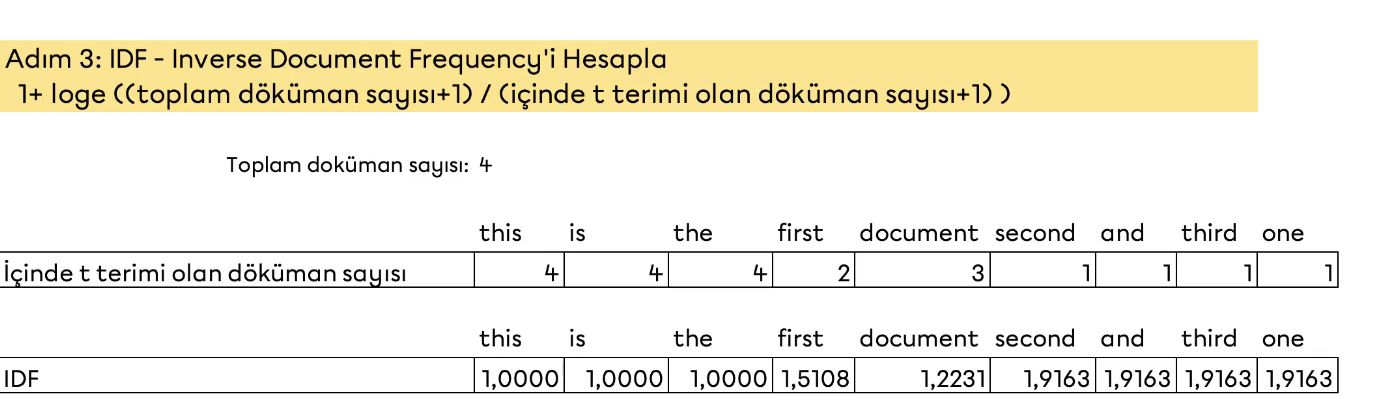 Adım 3: IDF - Inverse Document Frequency'i Hesapla
1+ loge ((toplam döküman sayısı+1) / (içinde t terimi olan döküman sayısı+1) )
Toplam doküman sayısı: 4
this is the first document second and third one
İçinde t terimi olan döküman sayısı 4 4 4 2 3 1 1 1 1
this is the first document second and third one
IDF 1,0000 1,0000 1,0000 1,5108 1,2231 1,9163 1,9163 1,9163 1,9163